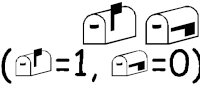 (📫=1, 📪=0)